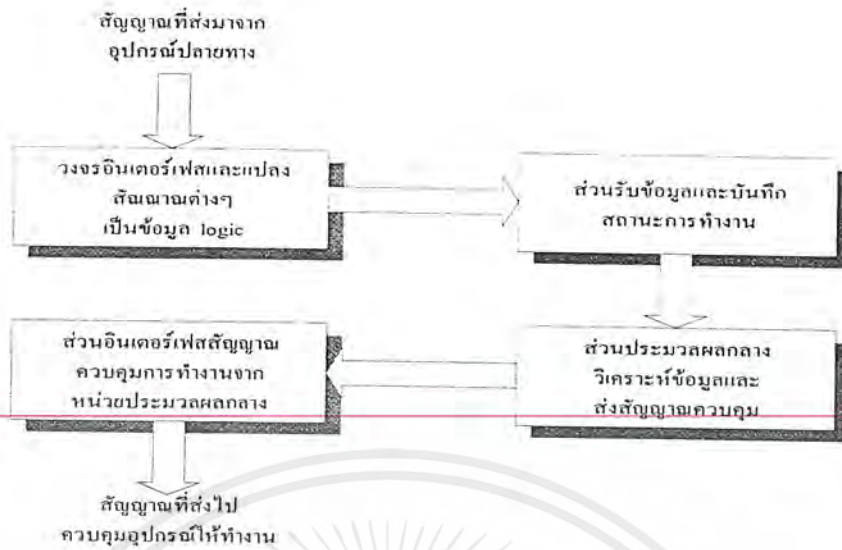 สัญญาณที่ส่งมาจาก
อุปกรณ์ปลายทาง
วงจรอินเตอร์เฟสและแปลง
สัณณาณต่างๆ
เป็นข้อมูล logic
ส่วนรับข้อมูลและบันทึก
สถานะการทำงาน
ส่วนประมวลผลกลาง
วิเคราะห์ข้อมูลและ
ส่งสัญญาณควบคุม
ส่วนอินเตอร์เฟสสัญญาณ
ควบคุมการทำงานจาก
หน่วยประมวลผลกลาง
สัญญาณที่ส่งไป
ควบคุมอุปกรณ์ให้ทำงาน